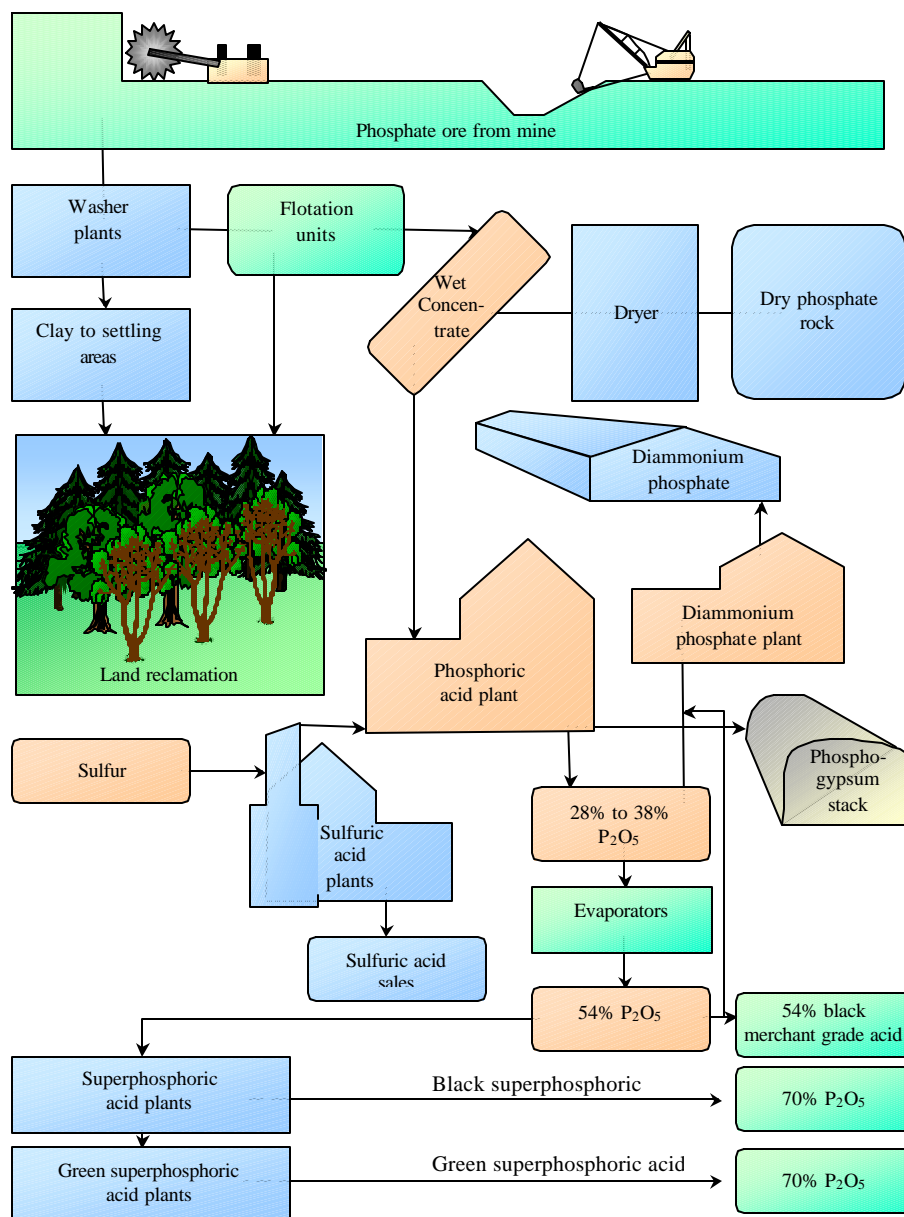 Phosphate ore from mine
Washer
plants
Flotation
units
Wet
Concen-
trate
Dryer
Dry phosphate
rock
Clay to settling
areas
Diammonium
phosphate
Land reclamation
Phosphoric
acid plant
Diammonium
phosphate plant
Sulfur
Phospho-
gypsum
stack
Sulfuric
acid
plants
28% to 38%
P₂O₅
Evaporators
Sulfuric acid
sales
54% P₂O₅
54% black
merchant grade acid
Superphosphoric
acid plants
Black superphosphoric
70% P₂O₅
Green superphosphoric
acid plants
Green superphosphoric acid
70% P₂O₅